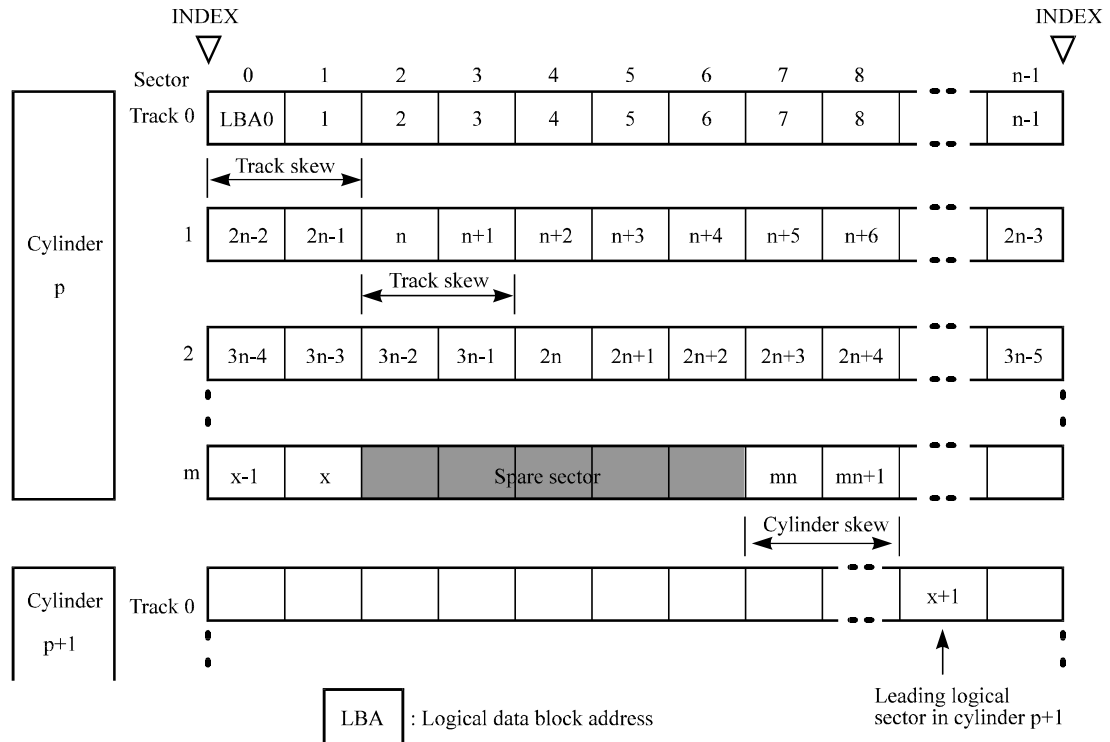 INDEX INDEX
Sector 0 1 2 3 4 5 6 7 8 n-1
Track 0 LBA0 1 2 3 4 5 6 7 8 n-1
Track skew
1 2n-2 2n-1 n n+1 n+2 n+3 n+4 n+5 n+6 2n-3
Cylinder
p
Track skew
2 3n-4 3n-3 3n-2 3n-1 2n 2n+1 2n+2 2n+3 2n+4 3n-5
m x-1 x Spare sector mn mn+1
Cylinder skew
Cylinder
p+1
Track 0 x+1
LBA : Logical data block address
Leading logical
sector in cylinder p+1